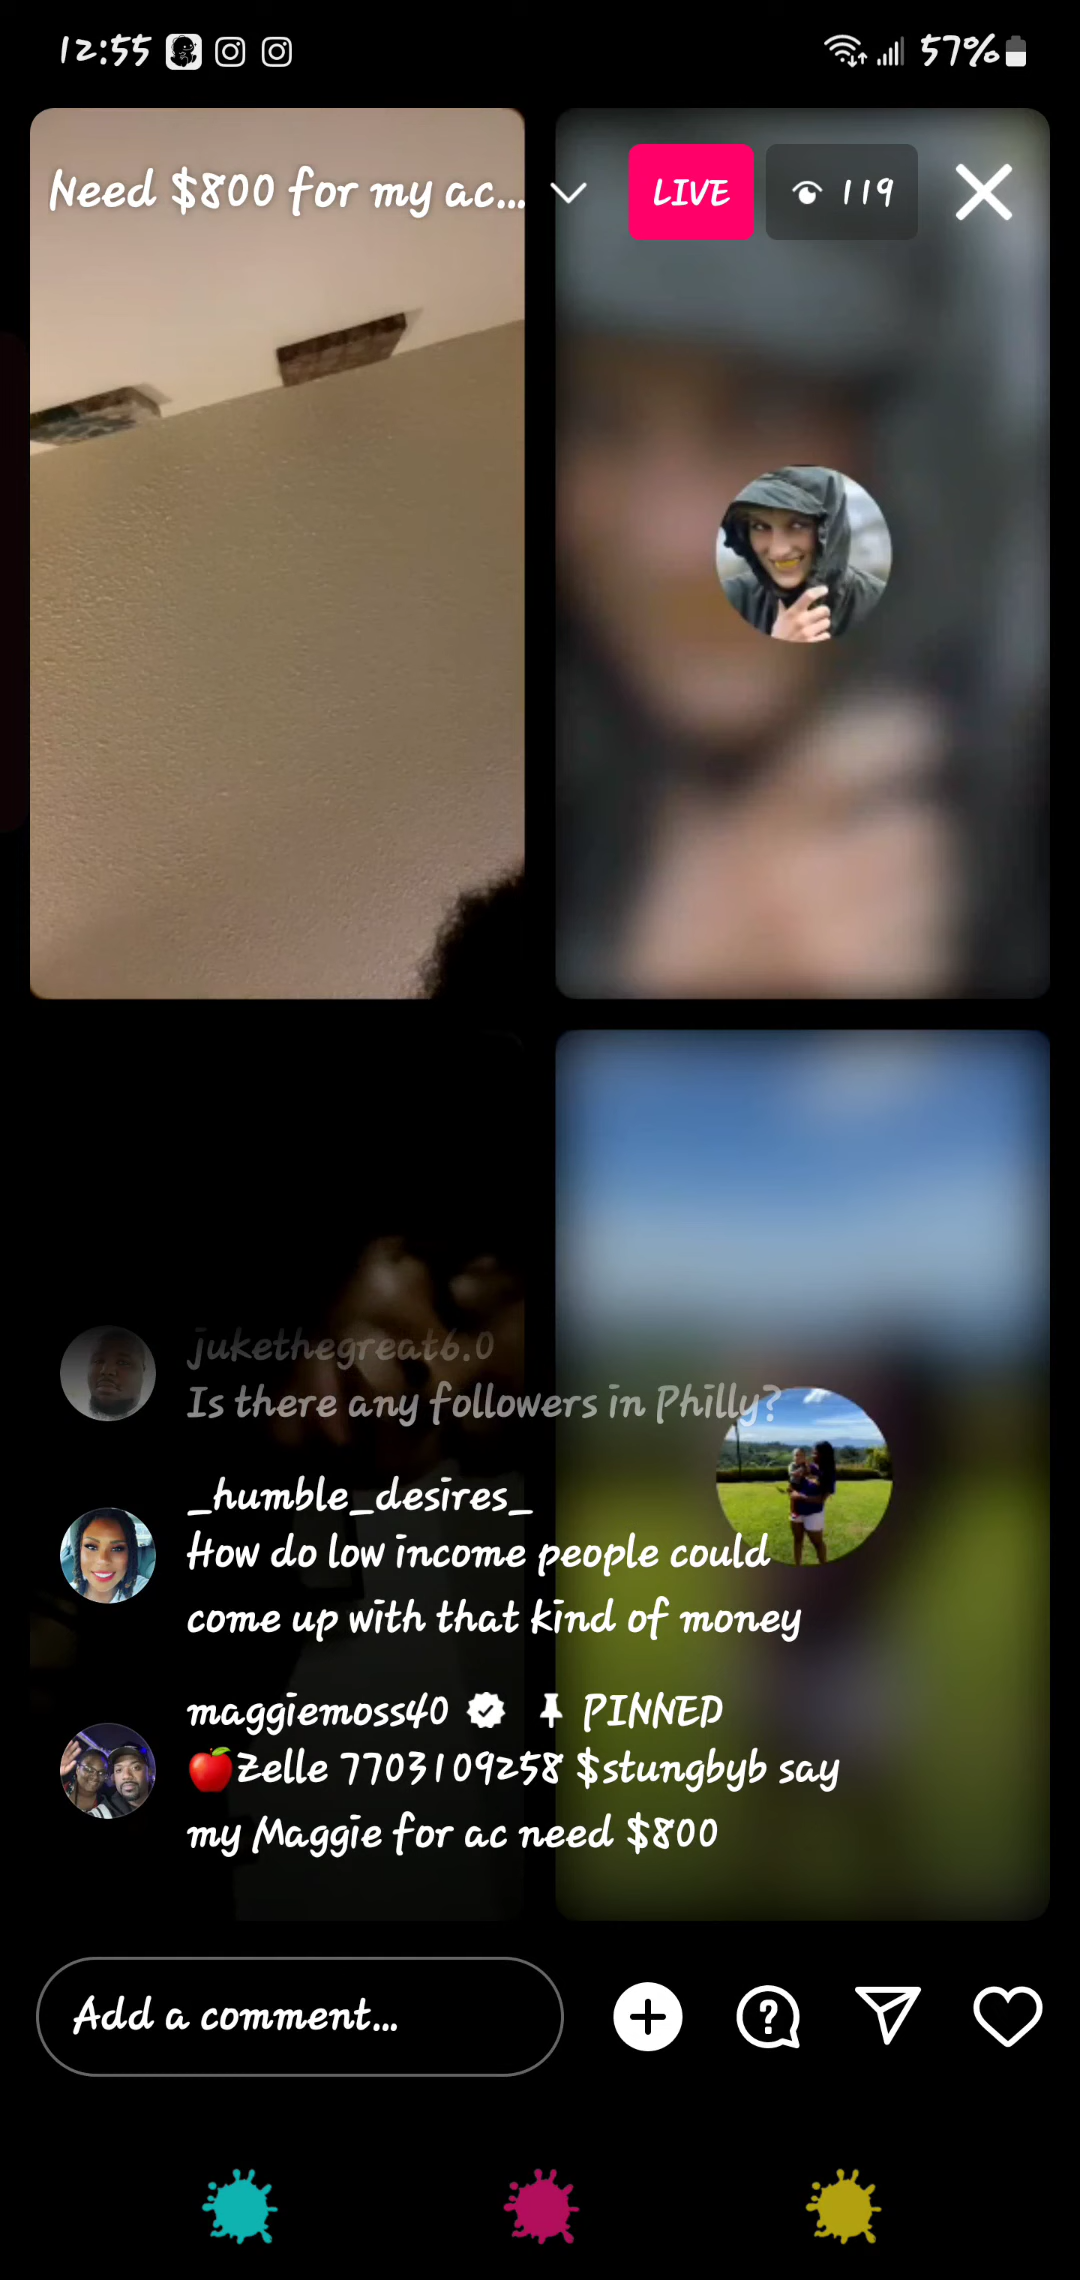 12:55
57%
Need $800 for my ac...
LIVE
119
jukethegreat6.0
Is there any followers in Philly?
_humble_desires_
How do low income people could
come up with that kind of money
maggiemoss40 PINNED
🍎Zelle 7703109258 $stungbyb say
my Maggie for ac need $800
Add a comment...